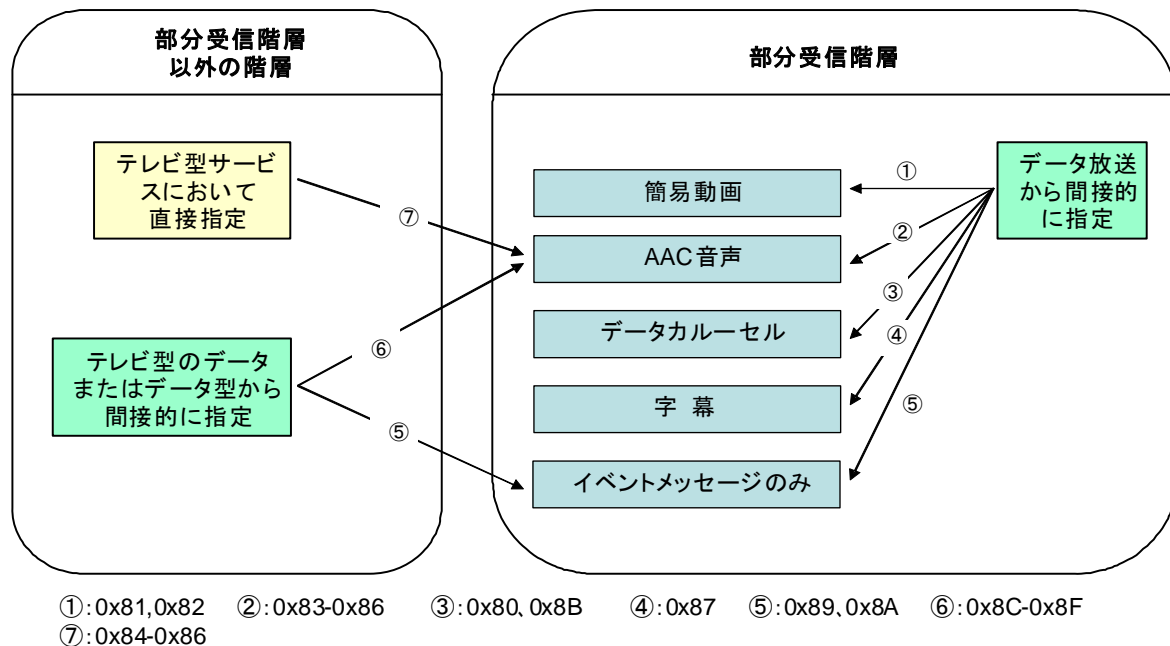 部分受信階層
以外の階層
部分受信階層
テレビ型サービ
スにおいて
直接指定
テレビ型のデータ
またはデータ型から
間接的に指定
簡易動画
AAC音声
データカルーセル
字 幕
イベントメッセージのみ
データ放送
から間接的
に指定
①
②
③
④
⑤
⑦
⑥
⑤
①:0x81,0x82 ②:0x83-0x86 ③:0x80、0x8B ④:0x87 ⑤:0x89、0x8A ⑥:0x8C-0x8F
⑦:0x84-0x86